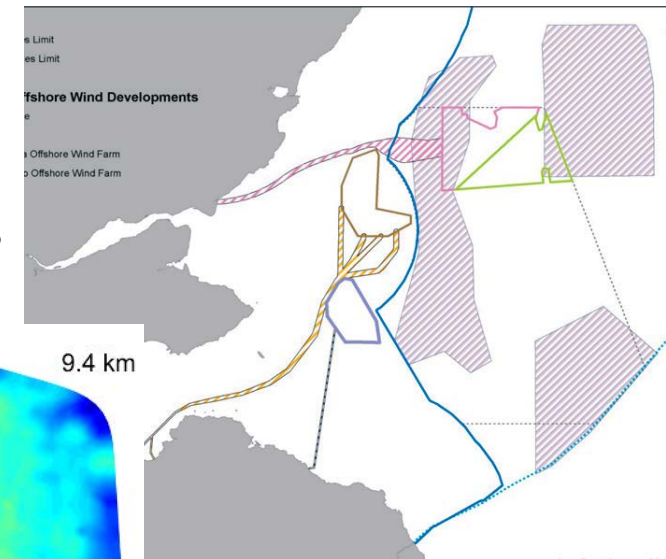 es Limit
es Limit
ffshore Wind Developments
e
a Offshore Wind Farm
o Offshore Wind Farm
9.4 km